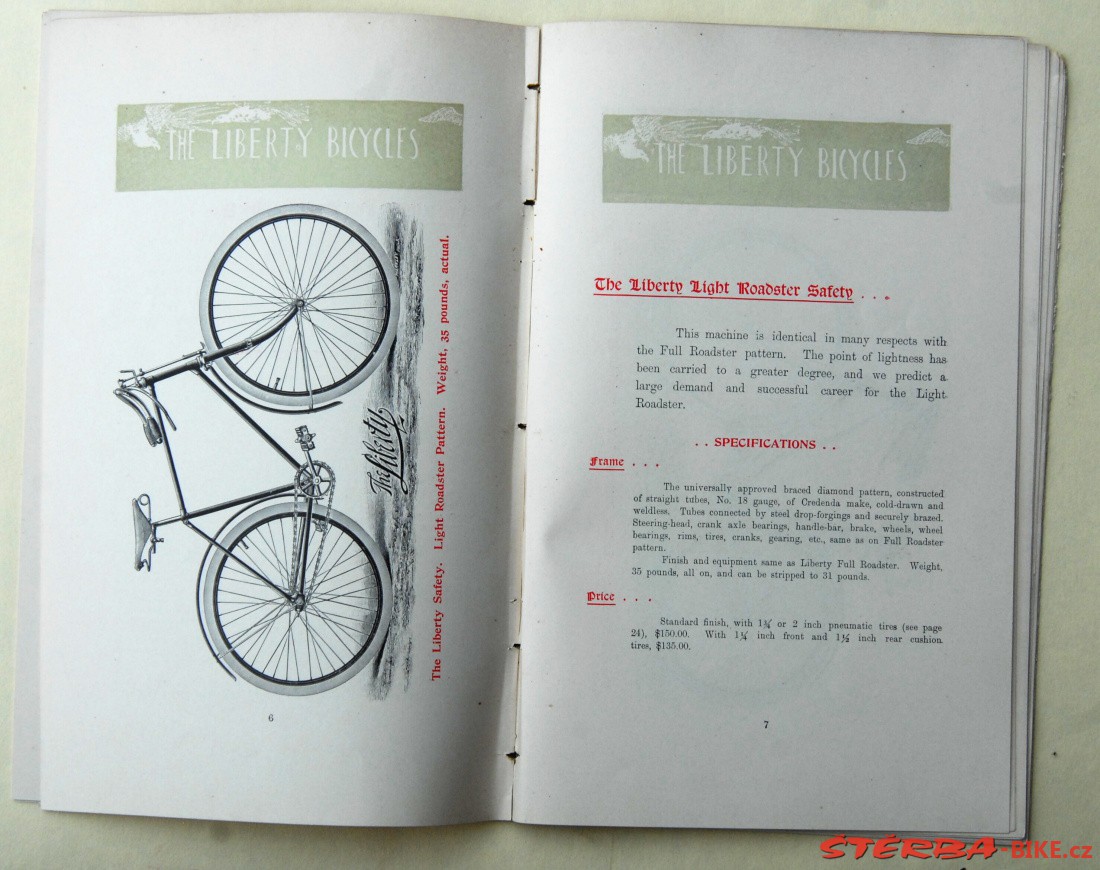 THE LIBERTY BICYCLES
The Liberty
The Liberty Safety. Light Roadster Pattern. Weight, 35 pounds, actual.
6
THE LIBERTY BICYCLES
The Liberty Light Roadster Safety . . .
This machine is identical in many respects with
the Full Roadster pattern. The point of lightness has
been carried to a greater degree, and we predict a
large demand and successful career for the Light
Roadster.
. . SPECIFICATIONS . .
Frame . . .
The universally approved braced diamond pattern, constructed
of straight tubes, No. 18 gauge, of Credenda make, cold-drawn and
weldless. Tubes connected by steel drop-forgings and securely brazed.
Steering-head, crank axle bearings, handle-bar, brake, wheels, wheel
bearings, rims, tires, cranks, gearing, etc., same as on Full Roadster
pattern.
Finish and equipment same as Liberty Full Roadster. Weight,
35 pounds, all on, and can be stripped to 31 pounds.
Price . . .
Standard finish, with 1¾ or 2 inch pneumatic tires (see page
24), $150.00. With 1¼ inch front and 1½ inch rear cushion
tires, $135.00.
7
ŠTĚRBA-BIKE.cz